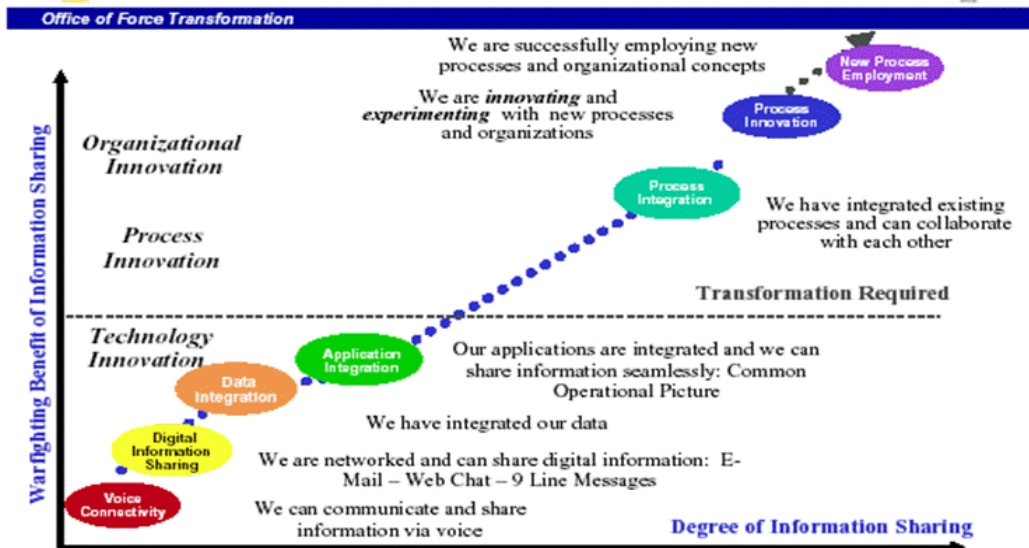 Office of Force Transformation
We are successfully employing new
processes and organizational concepts
New Process
Employment
We are innovating and
experimenting with new processes
and organizations
Process
Innovation
Organizational
Innovation
Process
Integration
We have integrated existing
processes and can collaborate
with each other
Process
Innovation
Transformation Required
Technology
Innovation
Application
Integration
Our applications are integrated and we can
share information seamlessly: Common
Operational Picture
Data
Integration
We have integrated our data
Digital
Information
Sharing
We are networked and can share digital information: E-
Mail – Web Chat – 9 Line Messages
Voice
Connectivity
We can communicate and share
information via voice
Warfighting Benefit of Information Sharing
Degree of Information Sharing